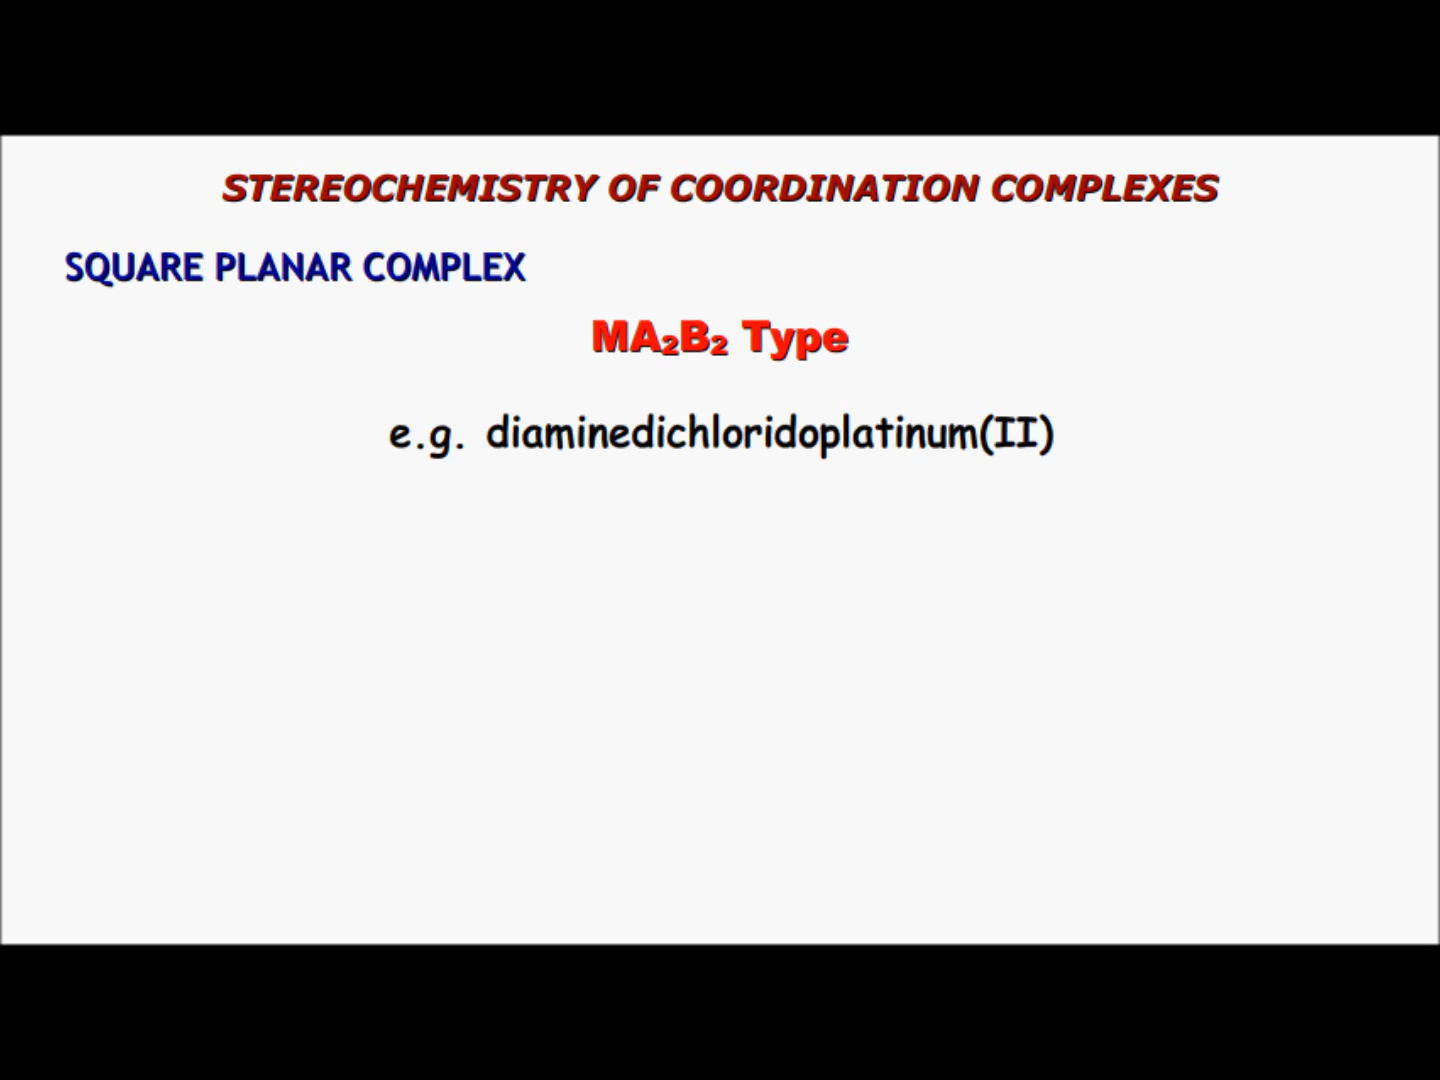 STEREOCHEMISTRY OF COORDINATION COMPLEXES
SQUARE PLANAR COMPLEX
MA₂B₂ Type
e.g. diaminedichloridoplatinum(II)